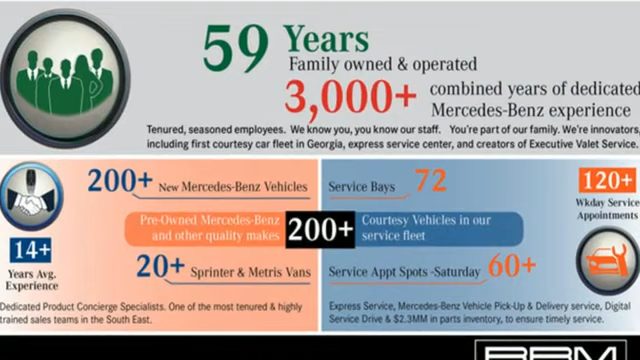 59 Years
Family owned & operated
3,000+ combined years of dedicated
Mercedes-Benz experience
Tenured, seasoned employees. We know you, you know our staff. You're part of our family. We're innovators,
including first courtesy car fleet in Georgia, express service center, and creators of Executive Valet Service.
200+ New Mercedes-Benz Vehicles
Service Bays 72
120+
Wkday Service
Appointments
Pre-Owned Mercedes-Benz
and other quality makes
200+
Courtesy Vehicles in our
service fleet
14+
Years Avg.
Experience
20+ Sprinter & Metris Vans
Service Appt Spots -Saturday 60+
Dedicated Product Concierge Specialists. One of the most tenured & highly
trained sales teams in the South East.
Express Service, Mercedes-Benz Vehicle Pick-Up & Delivery service, Digital
Service Drive & $2.3MM in parts inventory, to ensure timely service.